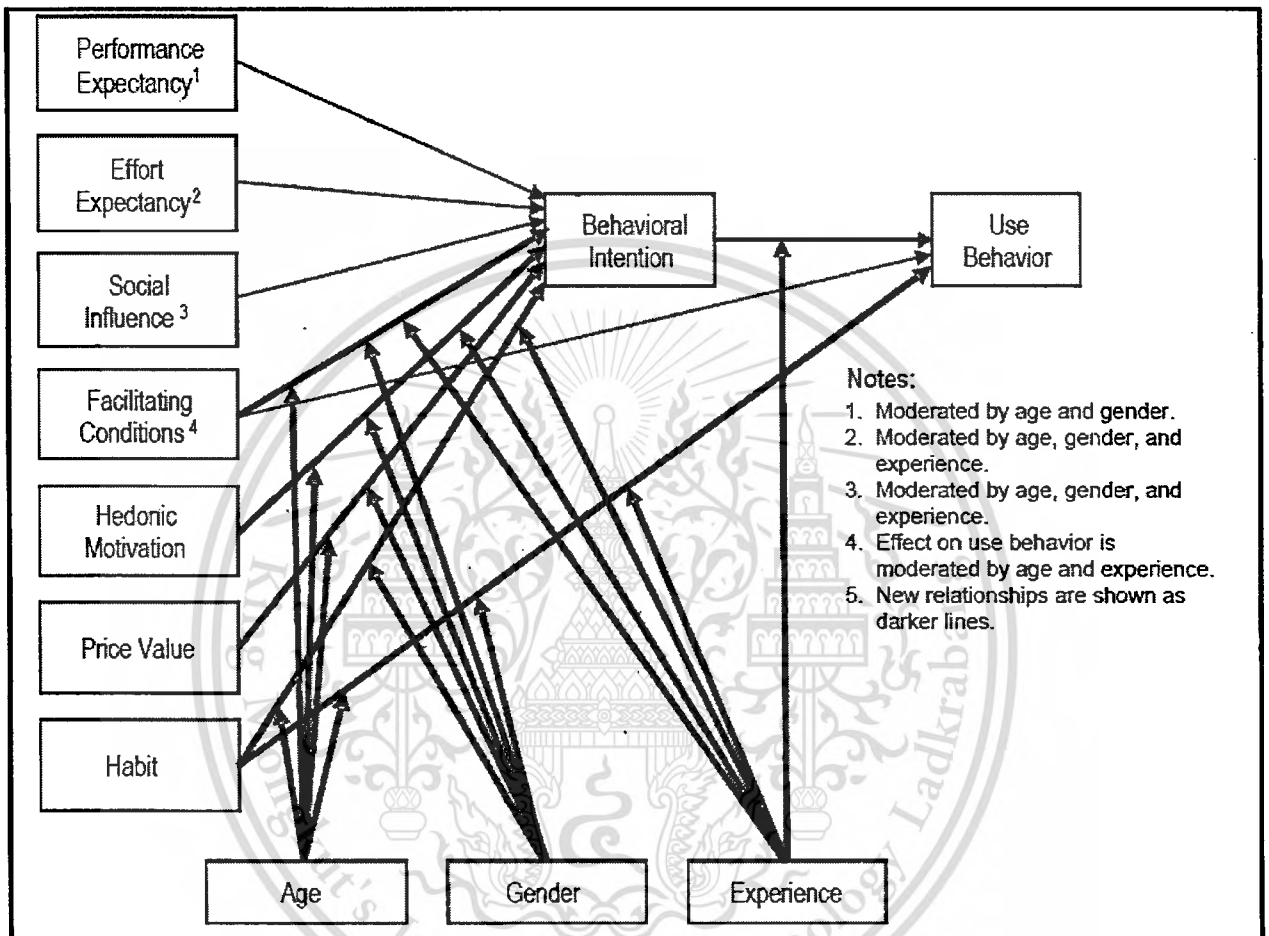 Performance
Expectancy¹
Effort
Expectancy²
Social
Influence ³
Facilitating
Conditions ⁴
Hedonic
Motivation
Price Value
Habit
Behavioral
Intention
Use
Behavior
Notes:
1. Moderated by age and gender.
2. Moderated by age, gender, and
experience.
3. Moderated by age, gender, and
experience.
4. Effect on use behavior is
moderated by age and experience.
5. New relationships are shown as
darker lines.
Age
Gender
Experience
Ladkrabang